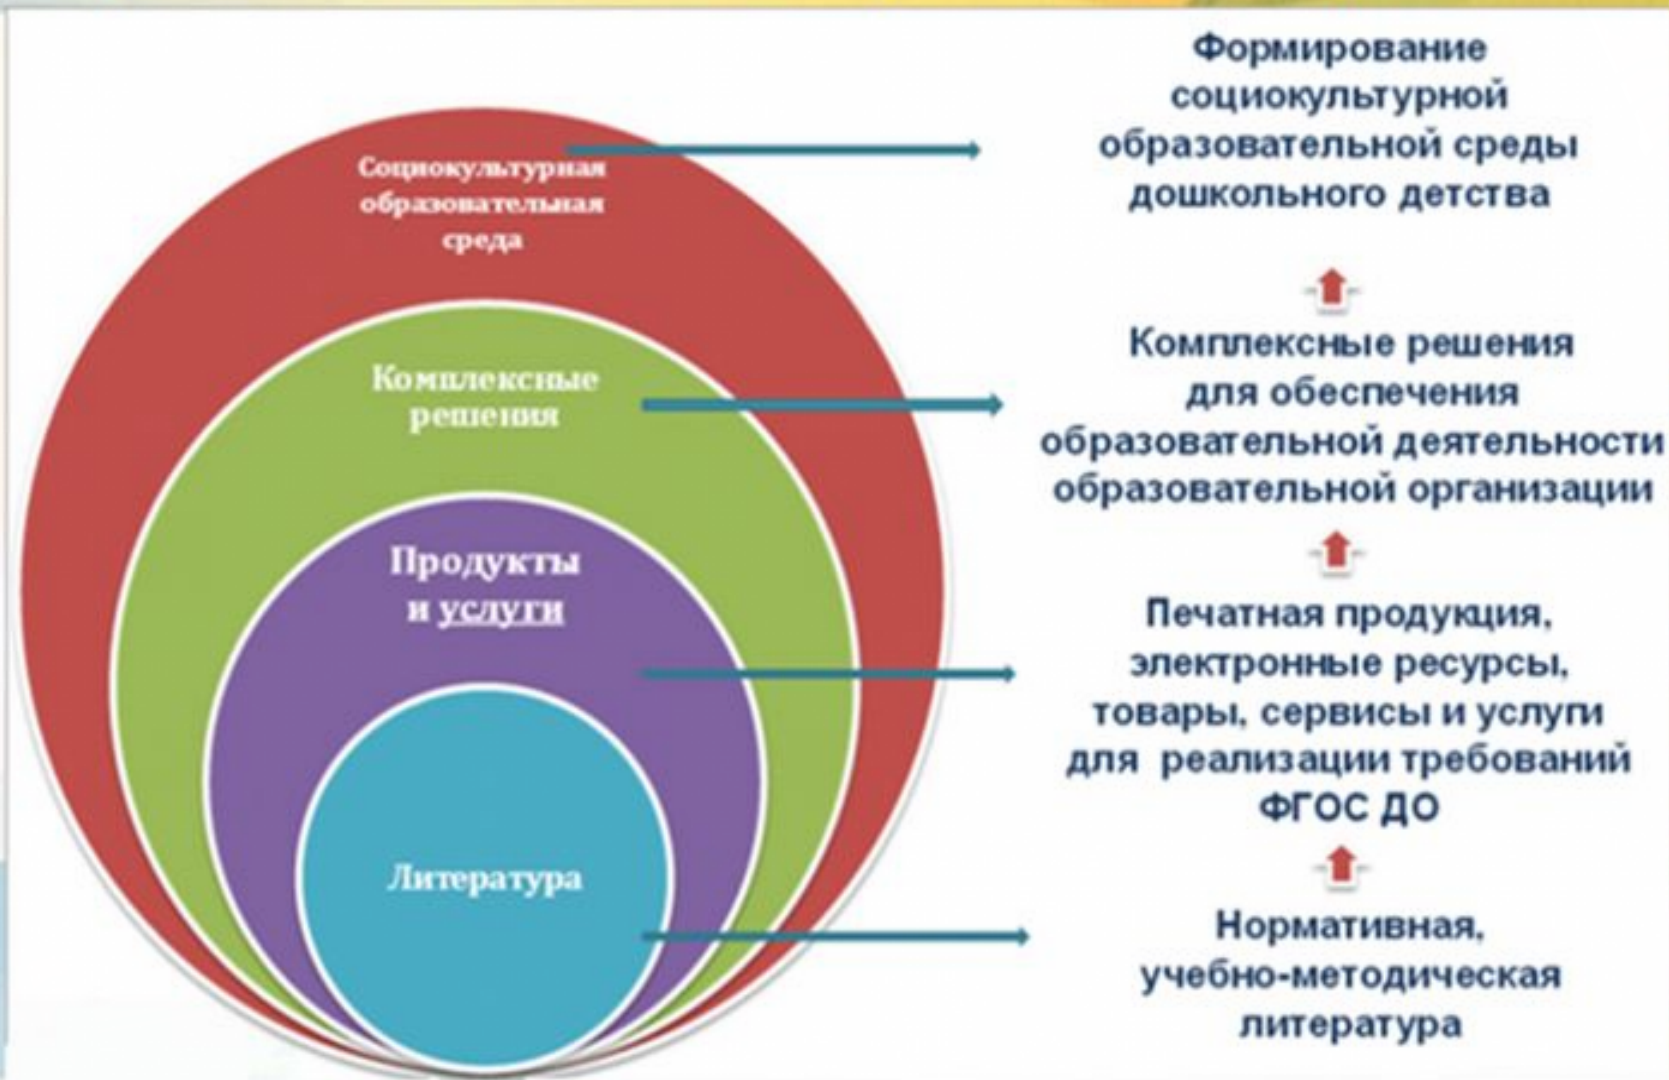 Социокультурная
образовательная
среда
Комплексные
решения
Продукты
и услуги
Литература
Формирование
социокультурной
образовательной среды
дошкольного детства
Комплексные решения
для обеспечения
образовательной деятельности
образовательной организации
Печатная продукция,
электронные ресурсы,
товары, сервисы и услуги
для реализации требований
ФГОС ДО
Нормативная,
учебно-методическая
литература